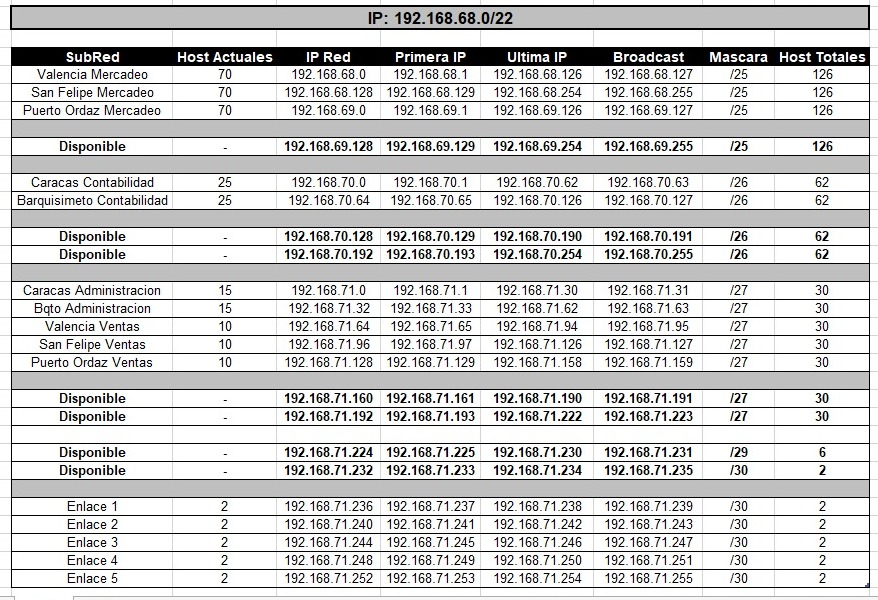 IP: 192.168.68.0/22
SubRed Host Actuales IP Red Primera IP Ultima IP Broadcast Mascara Host Totales
Valencia Mercadeo 70 192.168.68.0 192.168.68.1 192.168.68.126 192.168.68.127 /25 126
San Felipe Mercadeo 70 192.168.68.128 192.168.68.129 192.168.68.254 192.168.68.255 /25 126
Puerto Ordaz Mercadeo 70 192.168.69.0 192.168.69.1 192.168.69.126 192.168.69.127 /25 126
Disponible - 192.168.69.128 192.168.69.129 192.168.69.254 192.168.69.255 /25 126
Caracas Contabilidad 25 192.168.70.0 192.168.70.1 192.168.70.62 192.168.70.63 /26 62
Barquisimeto Contabilidad 25 192.168.70.64 192.168.70.65 192.168.70.126 192.168.70.127 /26 62
Disponible - 192.168.70.128 192.168.70.129 192.168.70.190 192.168.70.191 /26 62
Disponible - 192.168.70.192 192.168.70.193 192.168.70.254 192.168.70.255 /26 62
Caracas Administracion 15 192.168.71.0 192.168.71.1 192.168.71.30 192.168.71.31 /27 30
Bqto Administracion 15 192.168.71.32 192.168.71.33 192.168.71.62 192.168.71.63 /27 30
Valencia Ventas 10 192.168.71.64 192.168.71.65 192.168.71.94 192.168.71.95 /27 30
San Felipe Ventas 10 192.168.71.96 192.168.71.97 192.168.71.126 192.168.71.127 /27 30
Puerto Ordaz Ventas 10 192.168.71.128 192.168.71.129 192.168.71.158 192.168.71.159 /27 30
Disponible - 192.168.71.160 192.168.71.161 192.168.71.190 192.168.71.191 /27 30
Disponible - 192.168.71.192 192.168.71.193 192.168.71.222 192.168.71.223 /27 30
Disponible - 192.168.71.224 192.168.71.225 192.168.71.230 192.168.71.231 /29 6
Disponible - 192.168.71.232 192.168.71.233 192.168.71.234 192.168.71.235 /30 2
Enlace 1 2 192.168.71.236 192.168.71.237 192.168.71.238 192.168.71.239 /30 2
Enlace 2 2 192.168.71.240 192.168.71.241 192.168.71.242 192.168.71.243 /30 2
Enlace 3 2 192.168.71.244 192.168.71.245 192.168.71.246 192.168.71.247 /30 2
Enlace 4 2 192.168.71.248 192.168.71.249 192.168.71.250 192.168.71.251 /30 2
Enlace 5 2 192.168.71.252 192.168.71.253 192.168.71.254 192.168.71.255 /30 2